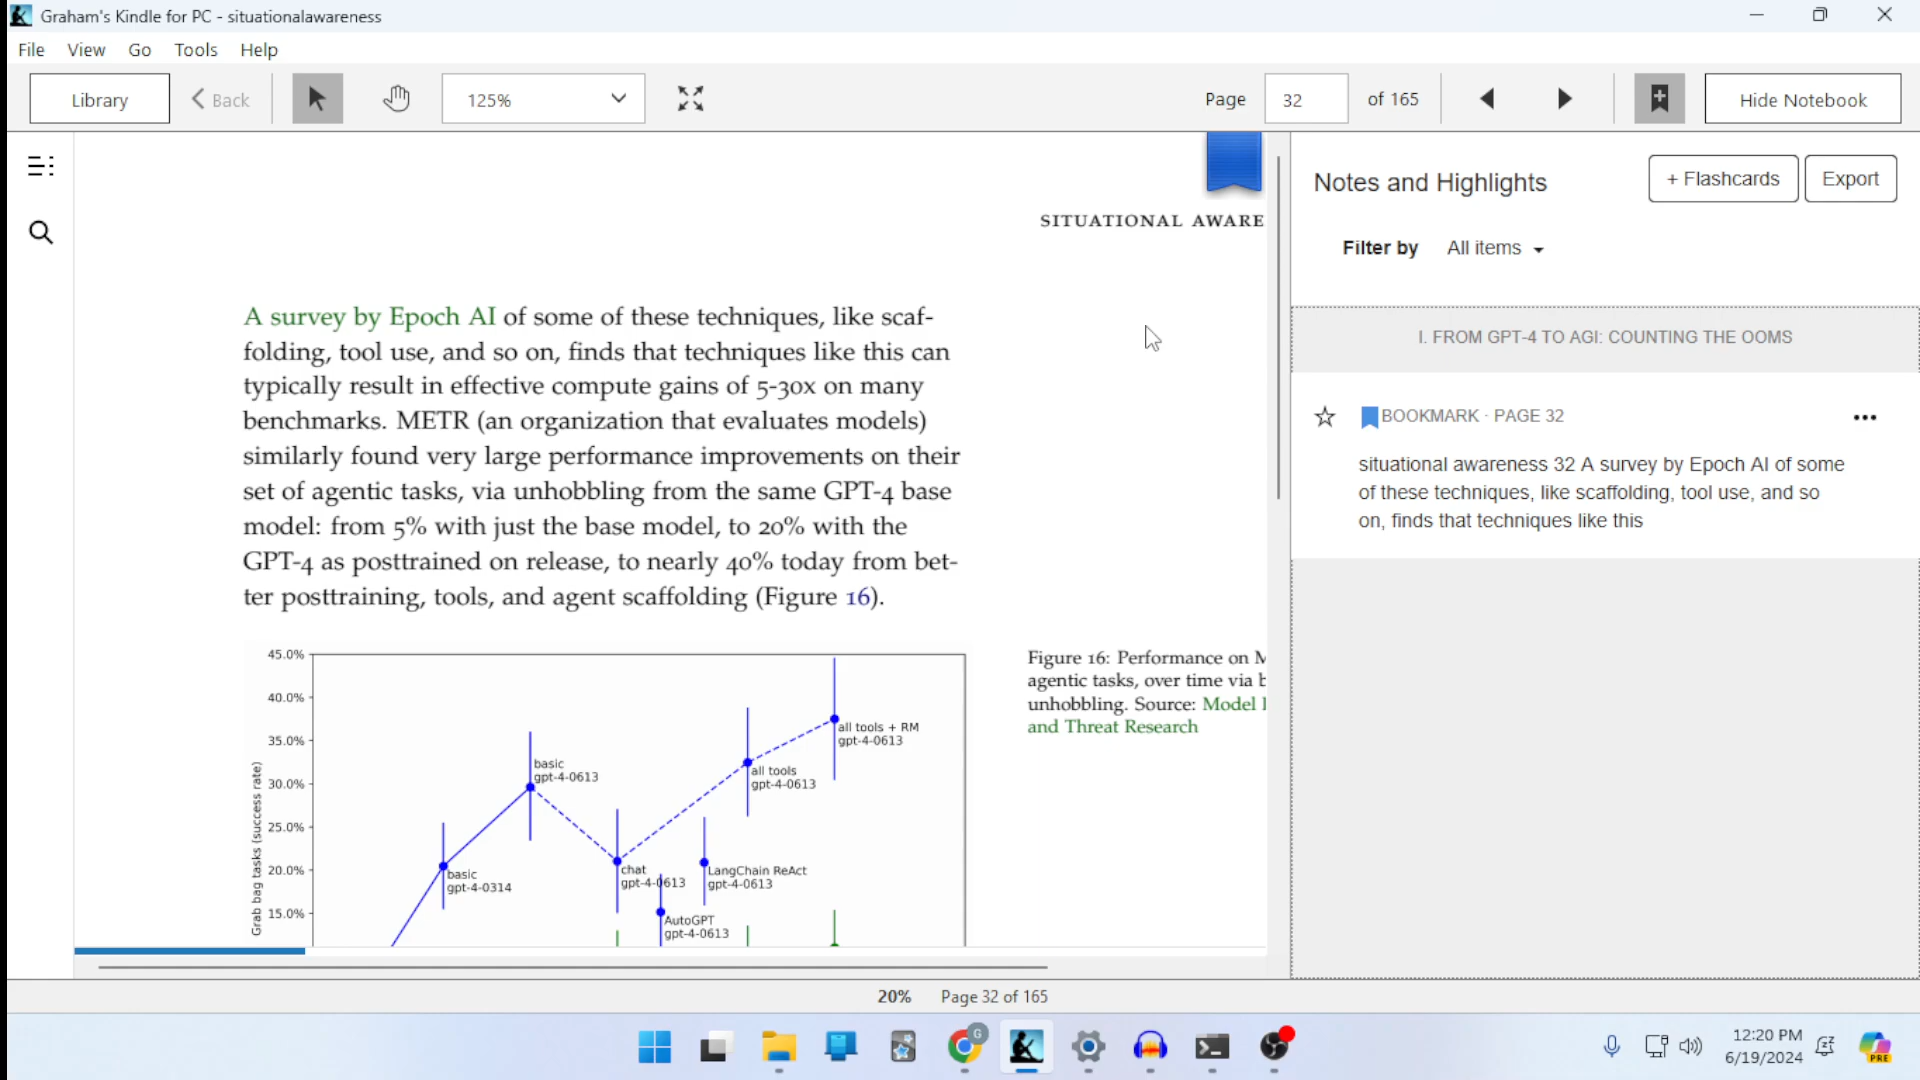 Graham's Kindle for PC - situationalawareness
File View Go Tools Help
Library Back 125% Page 32 of 165 Hide Notebook
SITUATIONAL AWARE
A survey by Epoch AI of some of these techniques, like scaf-
folding, tool use, and so on, finds that techniques like this can
typically result in effective compute gains of 5-30x on many
benchmarks. METR (an organization that evaluates models)
similarly found very large performance improvements on their
set of agentic tasks, via unhobbling from the same GPT-4 base
model: from 5% with just the base model, to 20% with the
GPT-4 as posttrained on release, to nearly 40% today from bet-
ter posttraining, tools, and agent scaffolding (Figure 16).
45.0%
40.0%
35.0%
30.0%
25.0%
20.0%
15.0%
Grab bag tasks (success rate)
basic
gpt-4-0314
basic
gpt-4-0613
chat
gpt-4-0613
AutoGPT
gpt-4-0613
LangChain ReAct
gpt-4-0613
all tools
gpt-4-0613
all tools + RM
gpt-4-0613
Figure 16: Performance on
agentic tasks, over time via
unhobbling. Source: Model
and Threat Research
Notes and Highlights
+ Flashcards Export
Filter by All items
I. FROM GPT-4 TO AGI: COUNTING THE OOMS
BOOKMARK · PAGE 32
situational awareness 32 A survey by Epoch AI of some
of these techniques, like scaffolding, tool use, and so
on, finds that techniques like this
20% Page 32 of 165
G
12:20 PM
6/19/2024
PRE